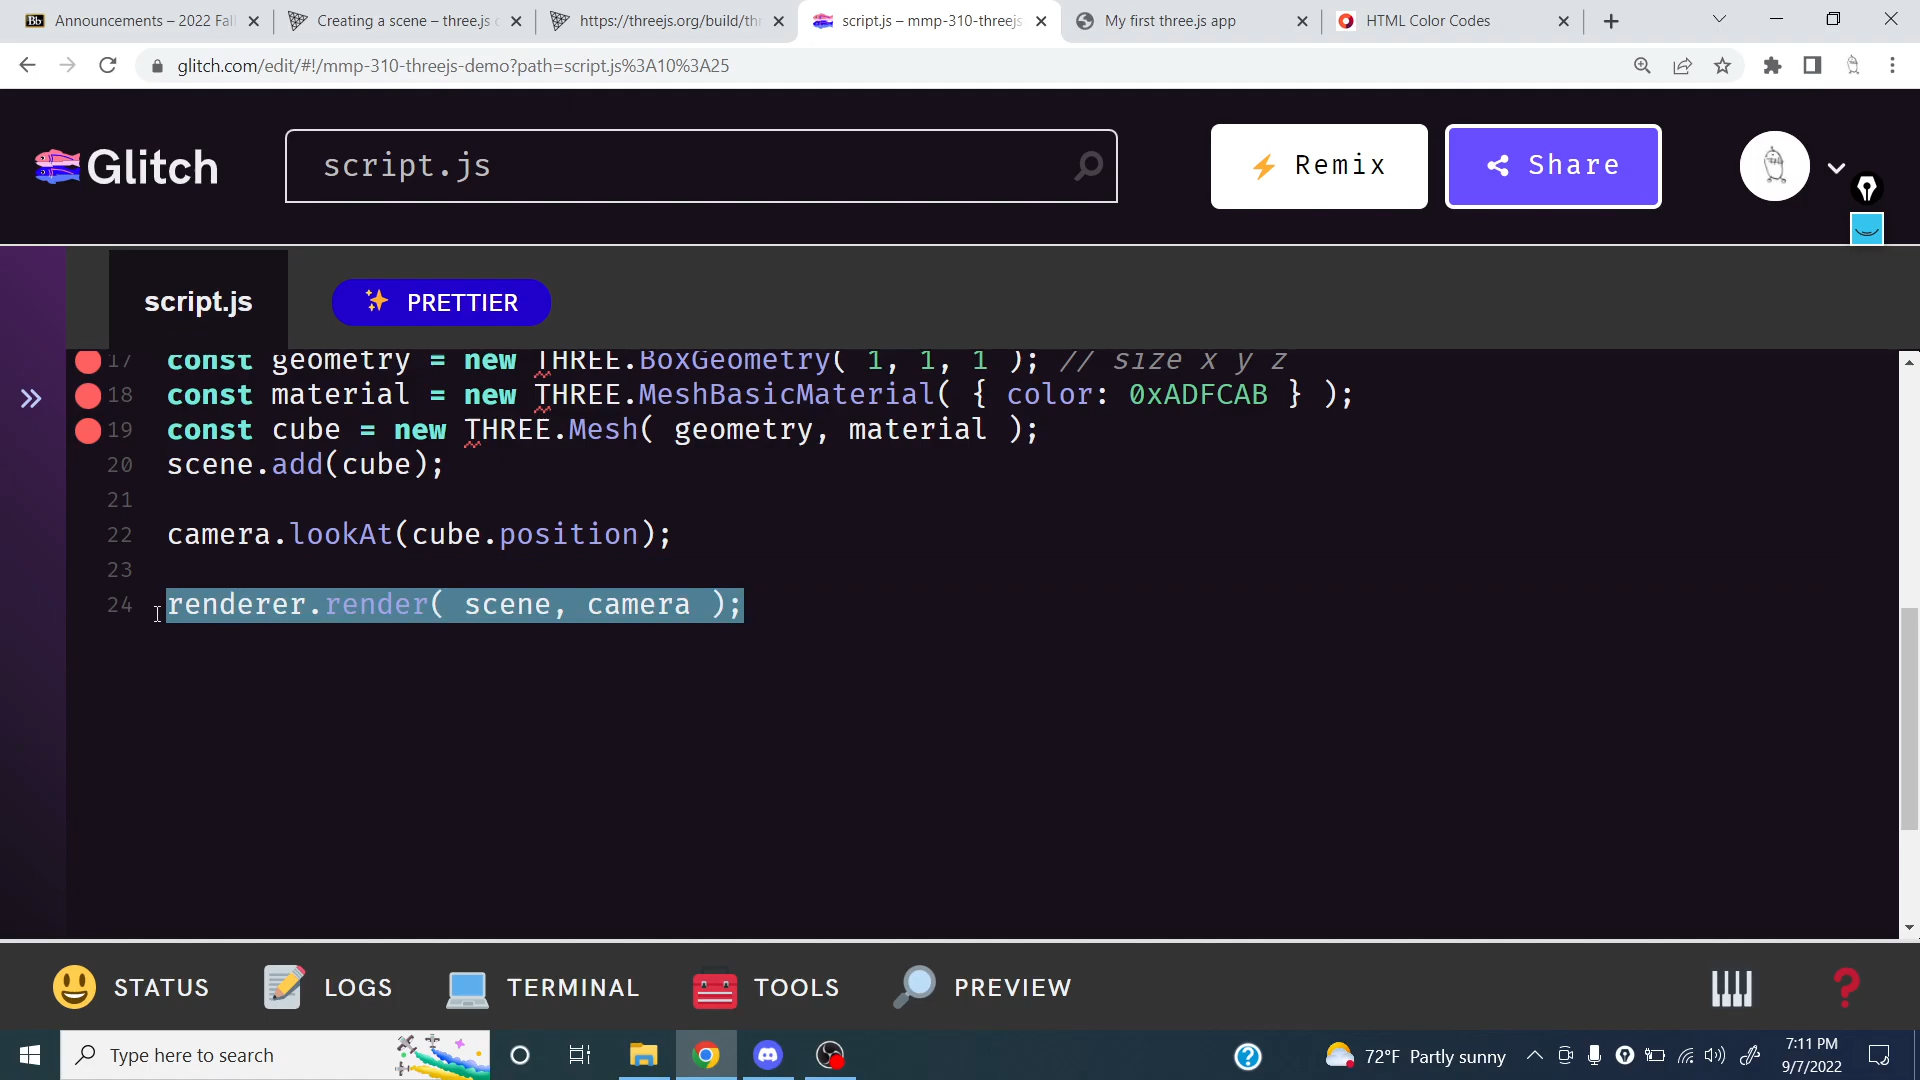 Announcements – 2022 Fal
Creating a scene – three.js
https://threejs.org/build/th
script.js – mmp-310-threejs
My first three.js app
HTML Color Codes
glitch.com/edit/#!/mmp-310-threejs-demo?path=script.js%3A10%3A25
Glitch
script.js
Remix
Share
script.js
PRETTIER
17 const geometry = new THREE.BoxGeometry( 1, 1, 1 ); // size x y z
18 const material = new THREE.MeshBasicMaterial( { color: 0xADFCAB } );
19 const cube = new THREE.Mesh( geometry, material );
20 scene.add(cube);
21
22 camera.lookAt(cube.position);
23
24 renderer.render( scene, camera );
STATUS
LOGS
TERMINAL
TOOLS
PREVIEW
?
Type here to search
72°F Partly sunny
7:11 PM
9/7/2022